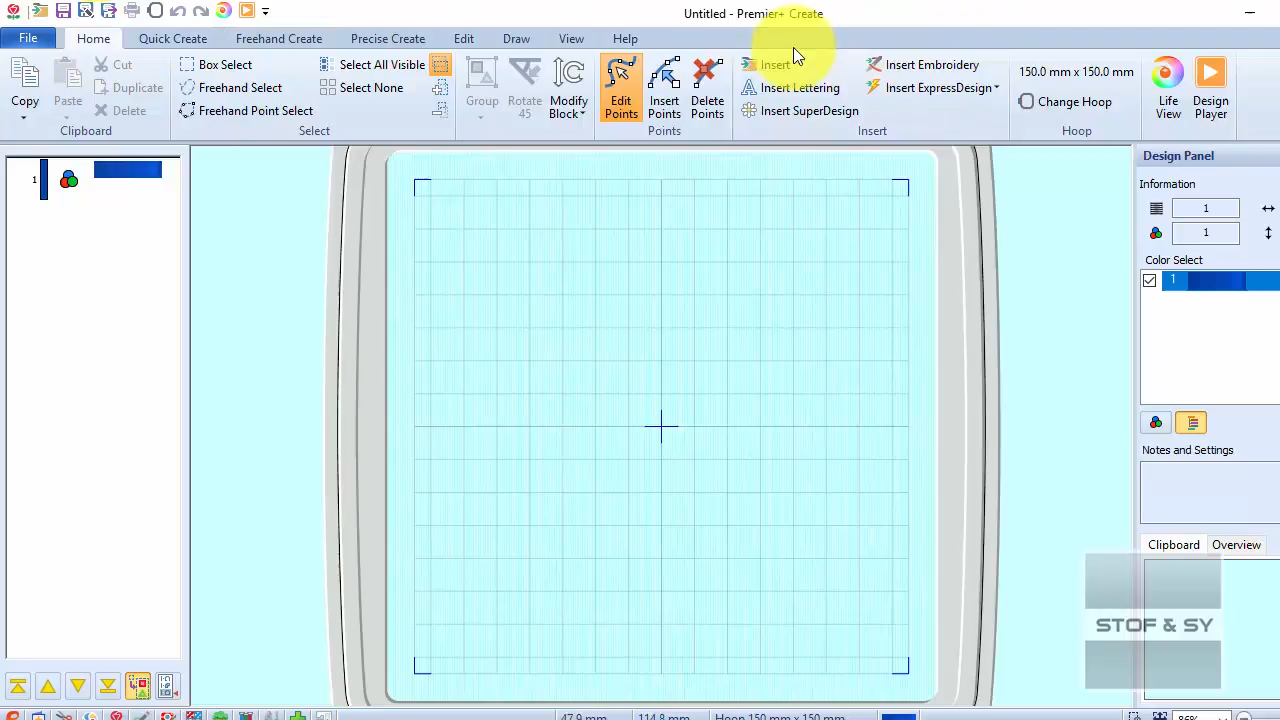 Untitled - Premier+ Create
File Home Quick Create Freehand Create Precise Create Edit Draw View Help
Copy
Paste
Cut
Duplicate
Delete
Clipboard
Box Select
Freehand Select
Freehand Point Select
Select All Visible
Select None
Select
Group
Rotate
45
Modify
Block
Edit
Points
Insert
Points
Delete
Points
Points
Insert
Insert Lettering
Insert SuperDesign
Insert Embroidery
Insert ExpressDesign
Insert
150.0 mm x 150.0 mm
Change Hoop
Hoop
Life
View
Design
Player
1
Design Panel
Information
1
1
Color Select
1
Notes and Settings
Clipboard Overview
STOF & SY
47.9 mm 114.8 mm Hoop 150 mm x 150 mm 86%